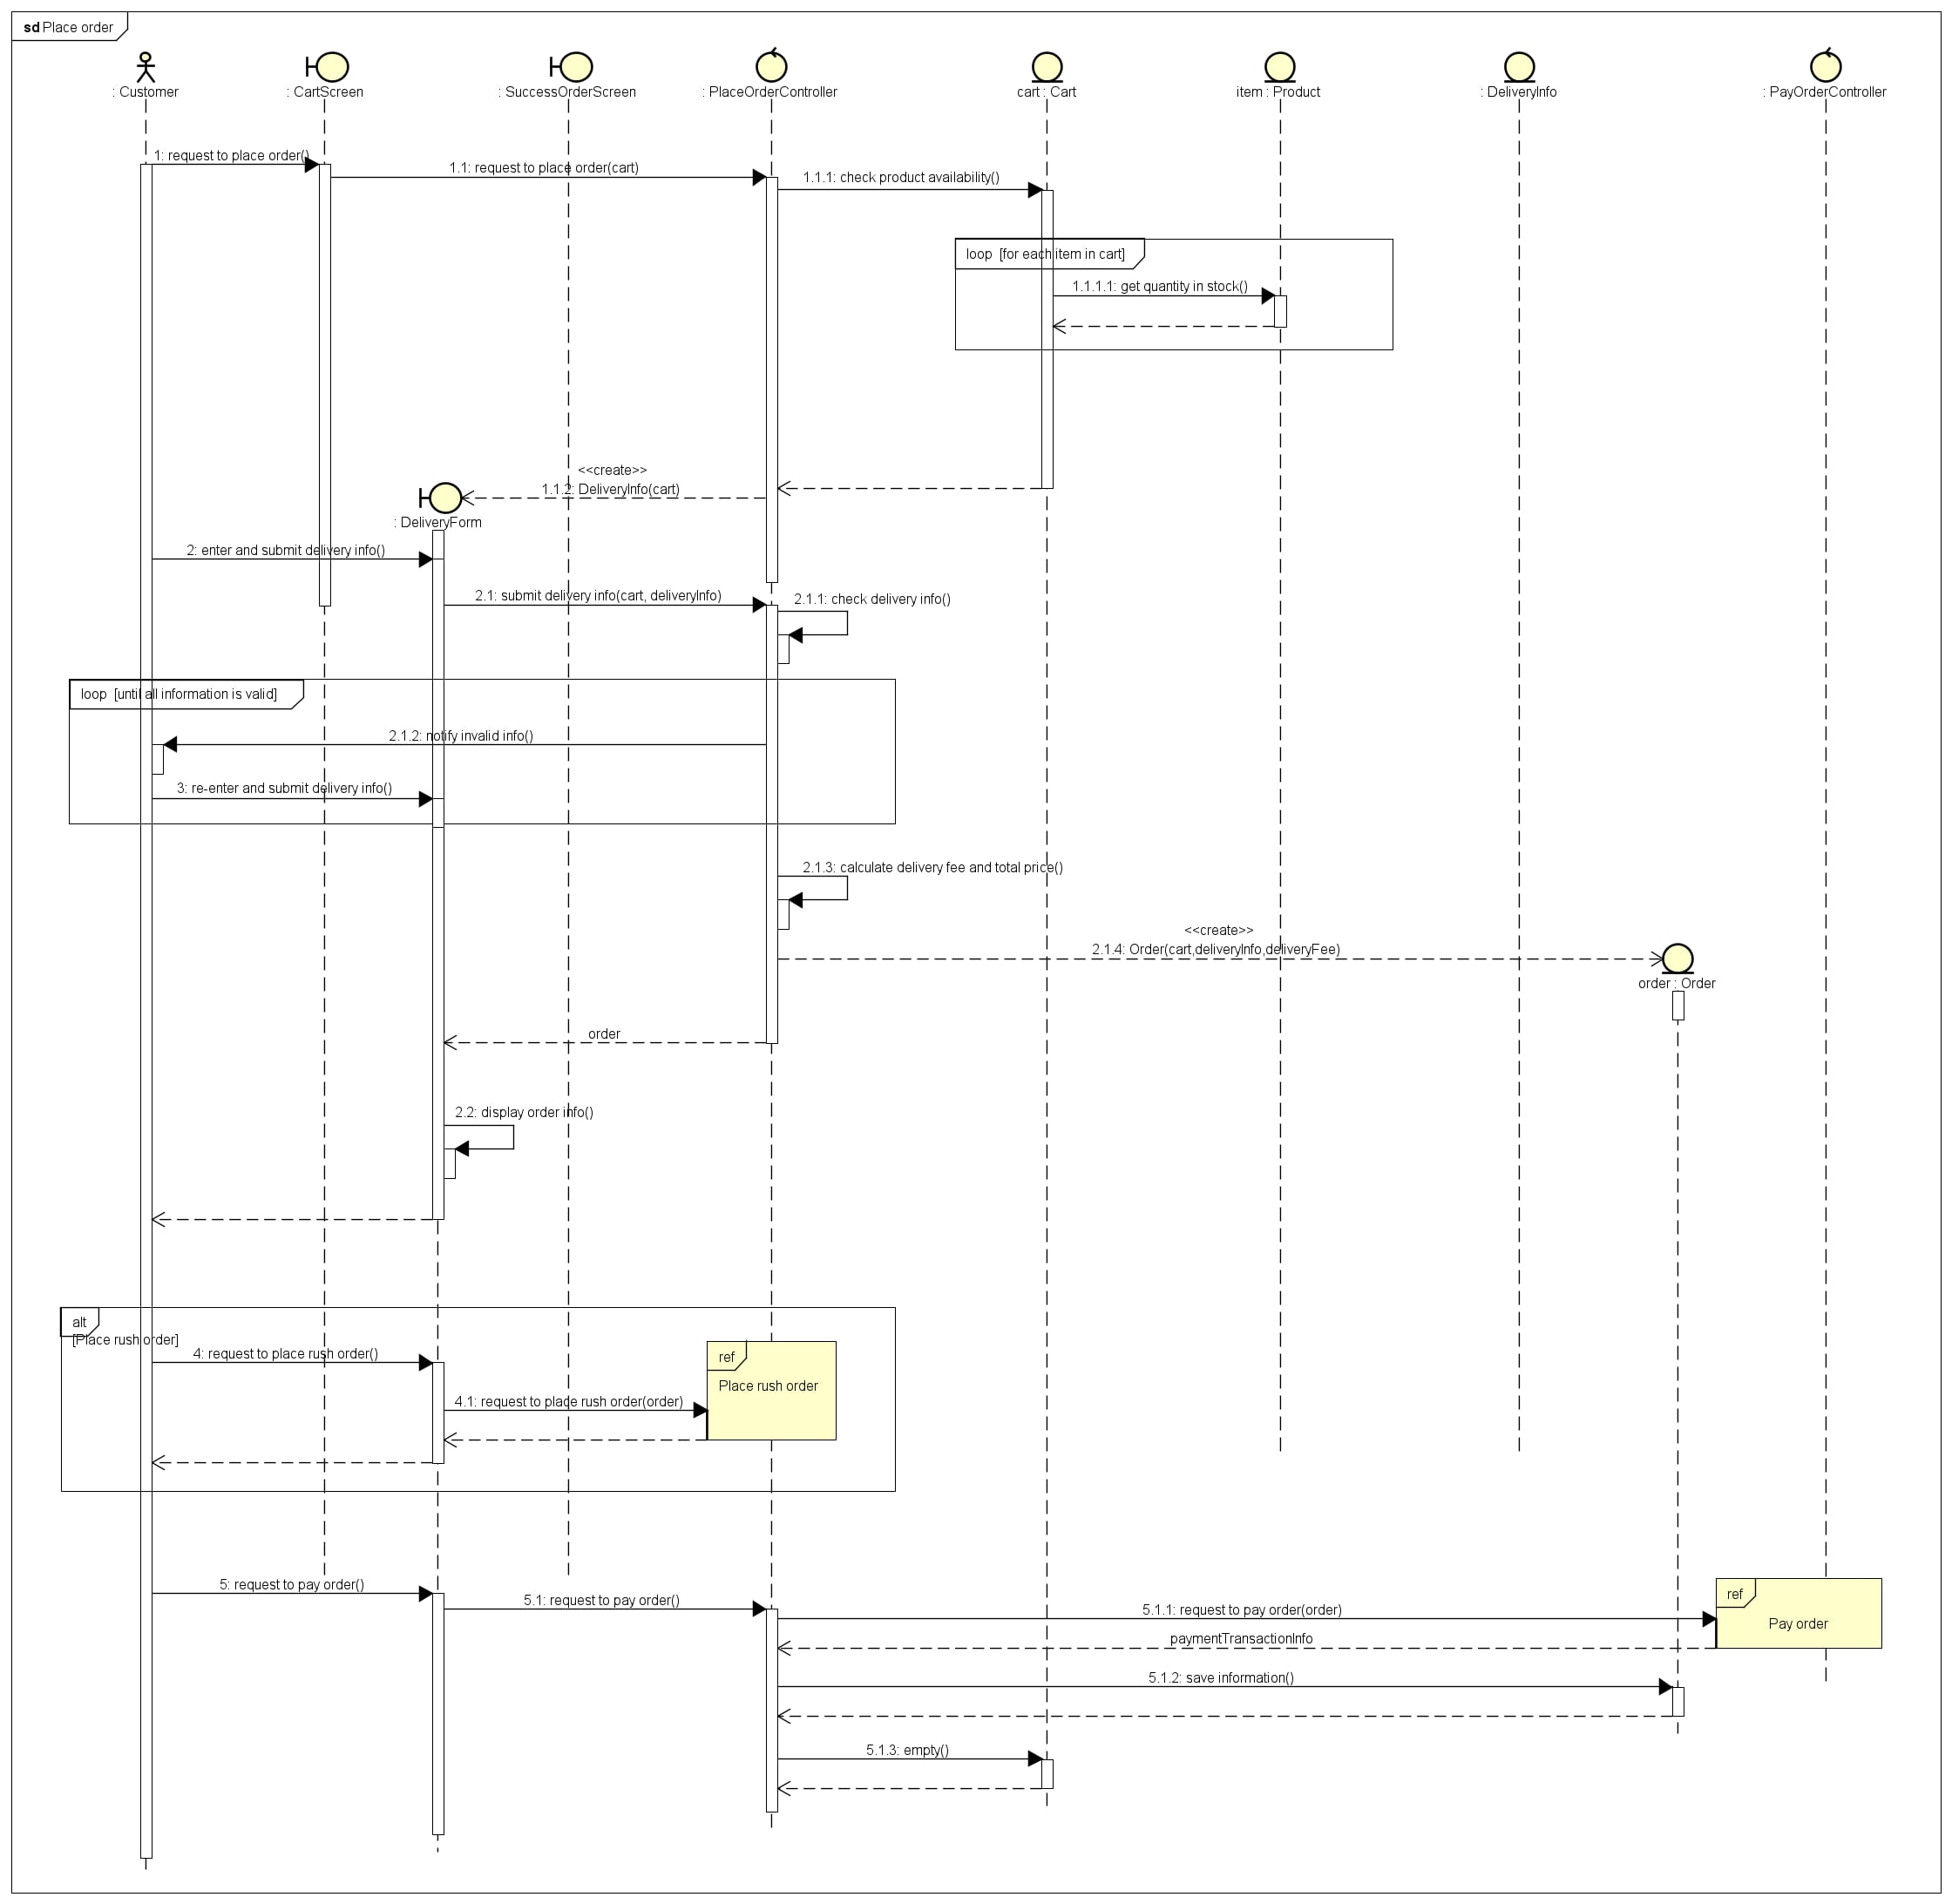 sd Place order
: Customer
: CartScreen
: SuccessOrderScreen
: PlaceOrderController
cart : Cart
item : Product
: DeliveryInfo
: PayOrderController
1: request to place order()
1.1: request to place order(cart)
1.1.1: check product availability()
loop [for each item in cart]
1.1.1.1: get quantity in stock()
<<create>>
1.1.2: DeliveryInfo(cart)
: DeliveryForm
2: enter and submit delivery info()
2.1: submit delivery info(cart, deliveryInfo)
2.1.1: check delivery info()
loop [until all information is valid]
2.1.2: notify invalid info()
3: re-enter and submit delivery info()
2.1.3: calculate delivery fee and total price()
<<create>>
2.1.4: Order(cart,deliveryInfo,deliveryFee)
order : Order
order
2.2: display order info()
alt
[Place rush order]
4: request to place rush order()
ref
Place rush order
4.1: request to place rush order(order)
5: request to pay order()
5.1: request to pay order()
ref
Pay order
5.1.1: request to pay order(order)
paymentTransactionInfo
5.1.2: save information()
5.1.3: empty()